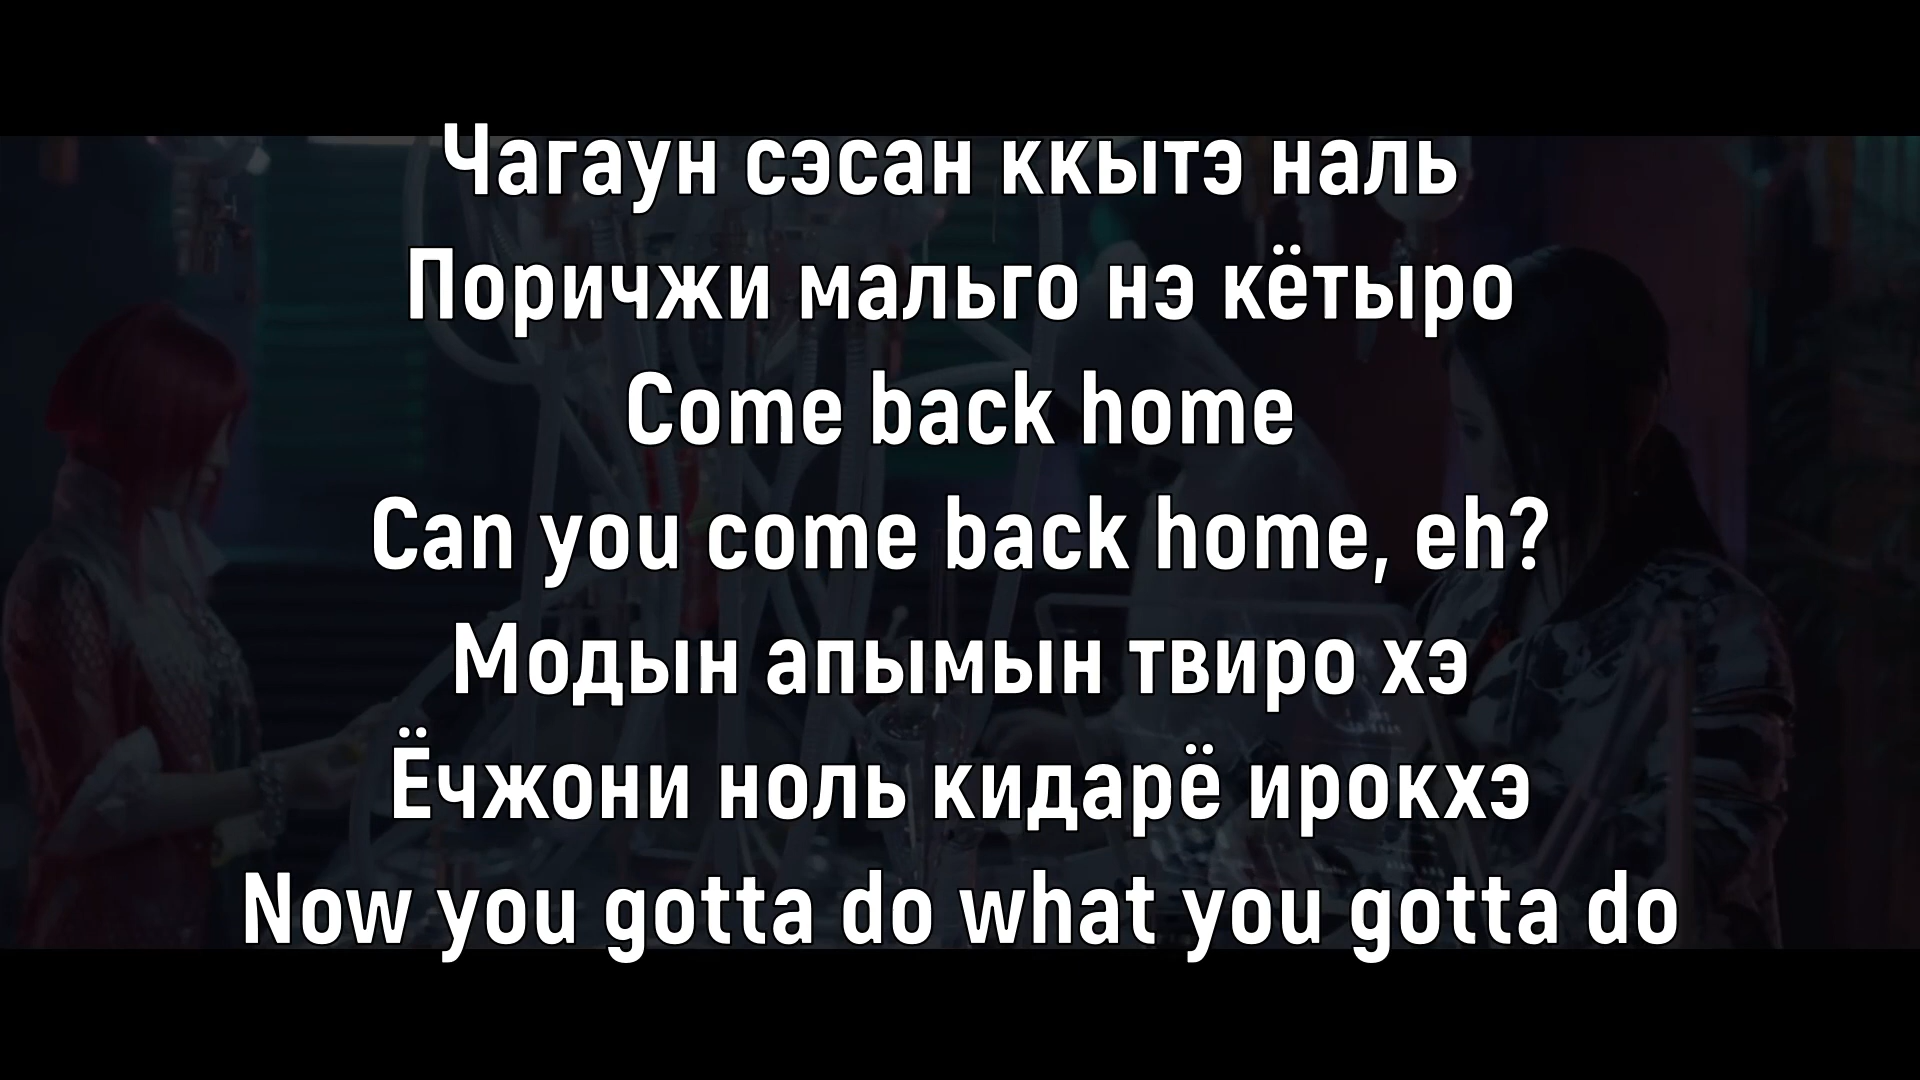 Чагаун сэсан ккытэ наль
Поричжи мальго нэ кётыро
Come back home
Can you come back home, eh?
Модын апымын твиро хэ
Ёчжони ноль кидарё ирокхэ
Now you gotta do what you gotta do